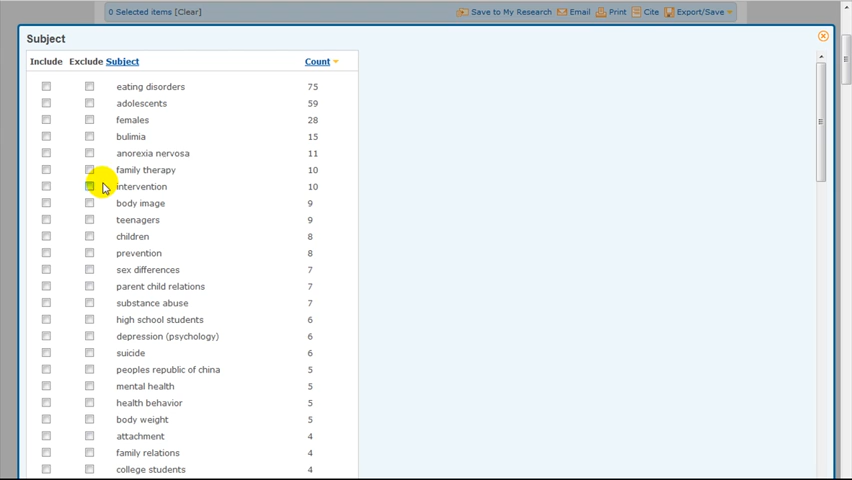 0 Selected items [Clear] Save to My Research Email Print Cite Export/Save
Subject
Include Exclude Subject Count
eating disorders 75
adolescents 59
females 28
bulimia 15
anorexia nervosa 11
family therapy 10
intervention 10
body image 9
teenagers 9
children 8
prevention 8
sex differences 7
parent child relations 7
substance abuse 7
high school students 6
depression (psychology) 6
suicide 6
peoples republic of china 5
mental health 5
health behavior 5
body weight 5
attachment 4
family relations 4
college students 4